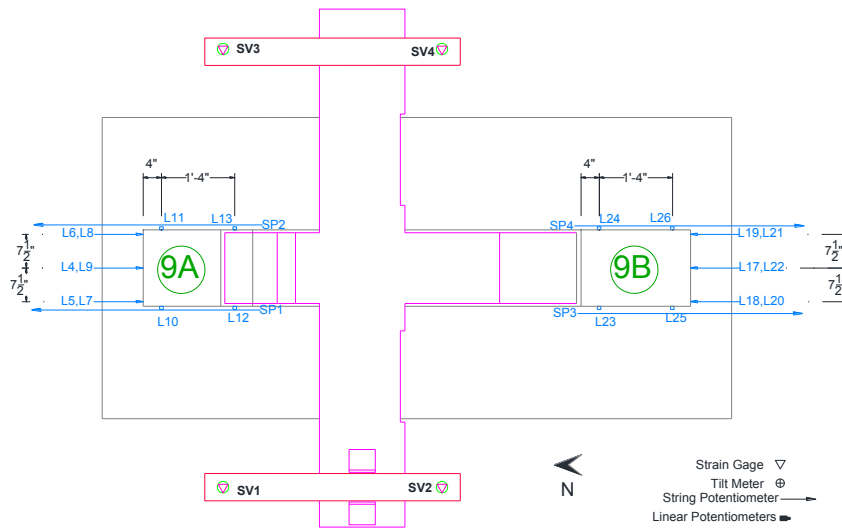 SV3
SV4
4"
1'-4"
4"
1'-4"
L11
L13
SP2
SP4
L24
L26
L6,L8
L19,L21
7 1/2"
7 1/2"
L4,L9
9A
9B
L17,L22
7 1/2"
7 1/2
L5,L7
L18,L20
L10
L12
SP1
SP3
L23
L25
N
Strain Gage
Tilt Meter
String Potentiometer
Linear Potentiometers
SV1
SV2